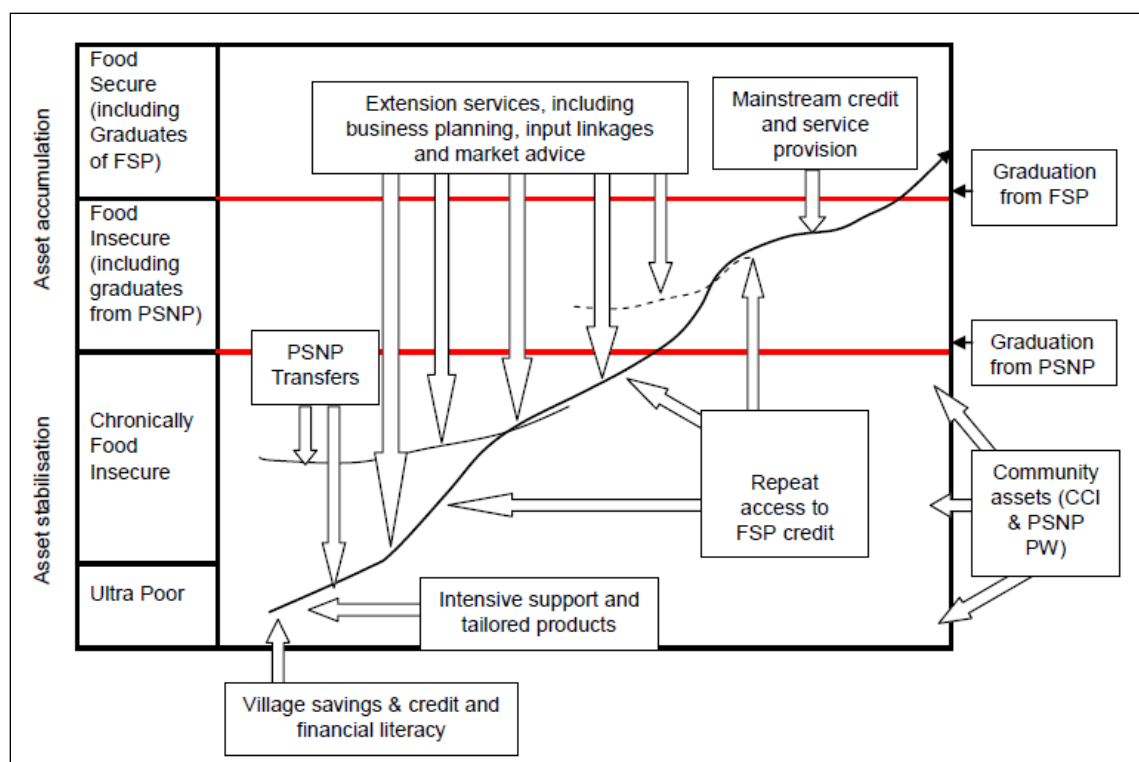 Food
Secure
(including
Graduates
of FSP)
Food
Insecure
(including
graduates
from PSNP)
Chronically
Food
Insecure
Ultra Poor
Asset accumulation
Asset stabilisation
Extension services, including
business planning, input linkages
and market advice
Mainstream credit
and service
provision
Graduation
from FSP
Graduation
from PSNP
PSNP
Transfers
Repeat
access to
FSP credit
Community
assets (CCI
& PSNP
PW)
Intensive support and
tailored products
Village savings & credit and
financial literacy